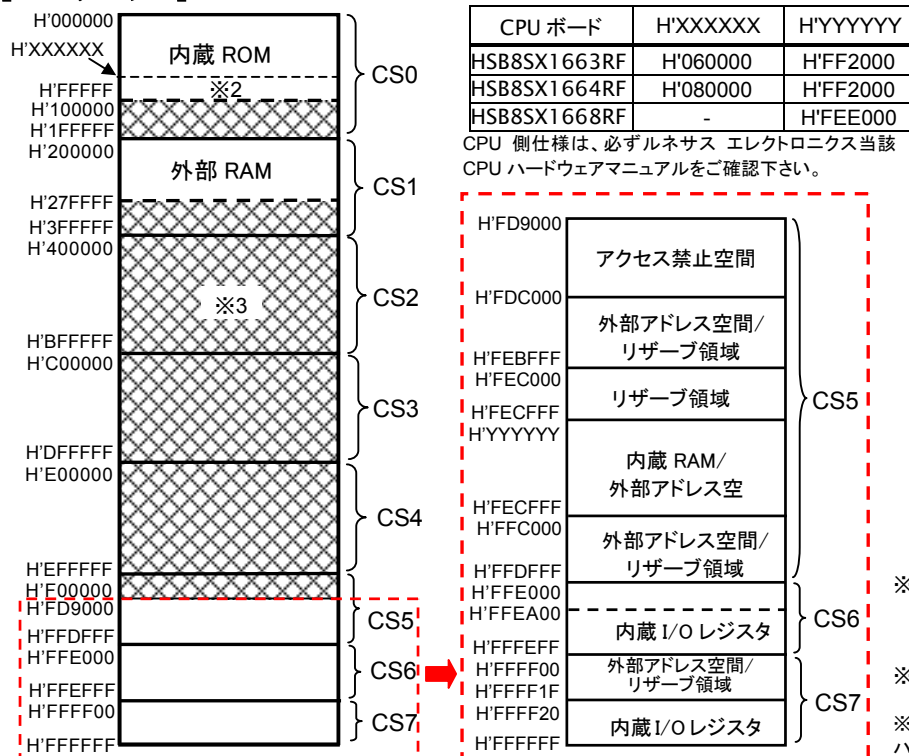 H'000000
H'XXXXXX
内蔵 ROM
※2
H'FFFFF
H'100000
H'1FFFFF
CS0
H'200000
外部 RAM
H'27FFFF
H'3FFFFF
CS1
H'400000
※3
H'BFFFFF
CS2
H'C00000
H'DFFFFF
CS3
H'E00000
H'EFFFFF
CS4
H'F00000
H'FD9000
H'FFDFFF
CS5
H'FFE000
H'FFEFFF
CS6
H'FFFF00
H'FFFFFF
CS7
CPU ボード H'XXXXXX H'YYYYYY
HSB8SX1663RF H'060000 H'FF2000
HSB8SX1664RF H'080000 H'FF2000
HSB8SX1668RF - H'FEE000
CPU 側仕様は、必ずルネサス エレクトロニクス当該
CPU ハードウェアマニュアルをご確認下さい。
H'FD9000
アクセス禁止空間
H'FDC000
外部アドレス空間/
リザーブ領域
H'FEBFFF
H'FEC000
リザーブ領域
H'FECFFF
H'YYYYYY
内蔵 RAM/
外部アドレス空
H'FECFFF
H'FFC000
外部アドレス空間/
リザーブ領域
H'FFDFFF
CS5
H'FFE000
H'FFEA00
内蔵 I/O レジスタ
H'FFFEFF
CS6
H'FFFF00
外部アドレス空間/
リザーブ領域
H'FFFF1F
H'FFFF20
内蔵 I/O レジスタ
H'FFFFFF
CS7
※
※
※